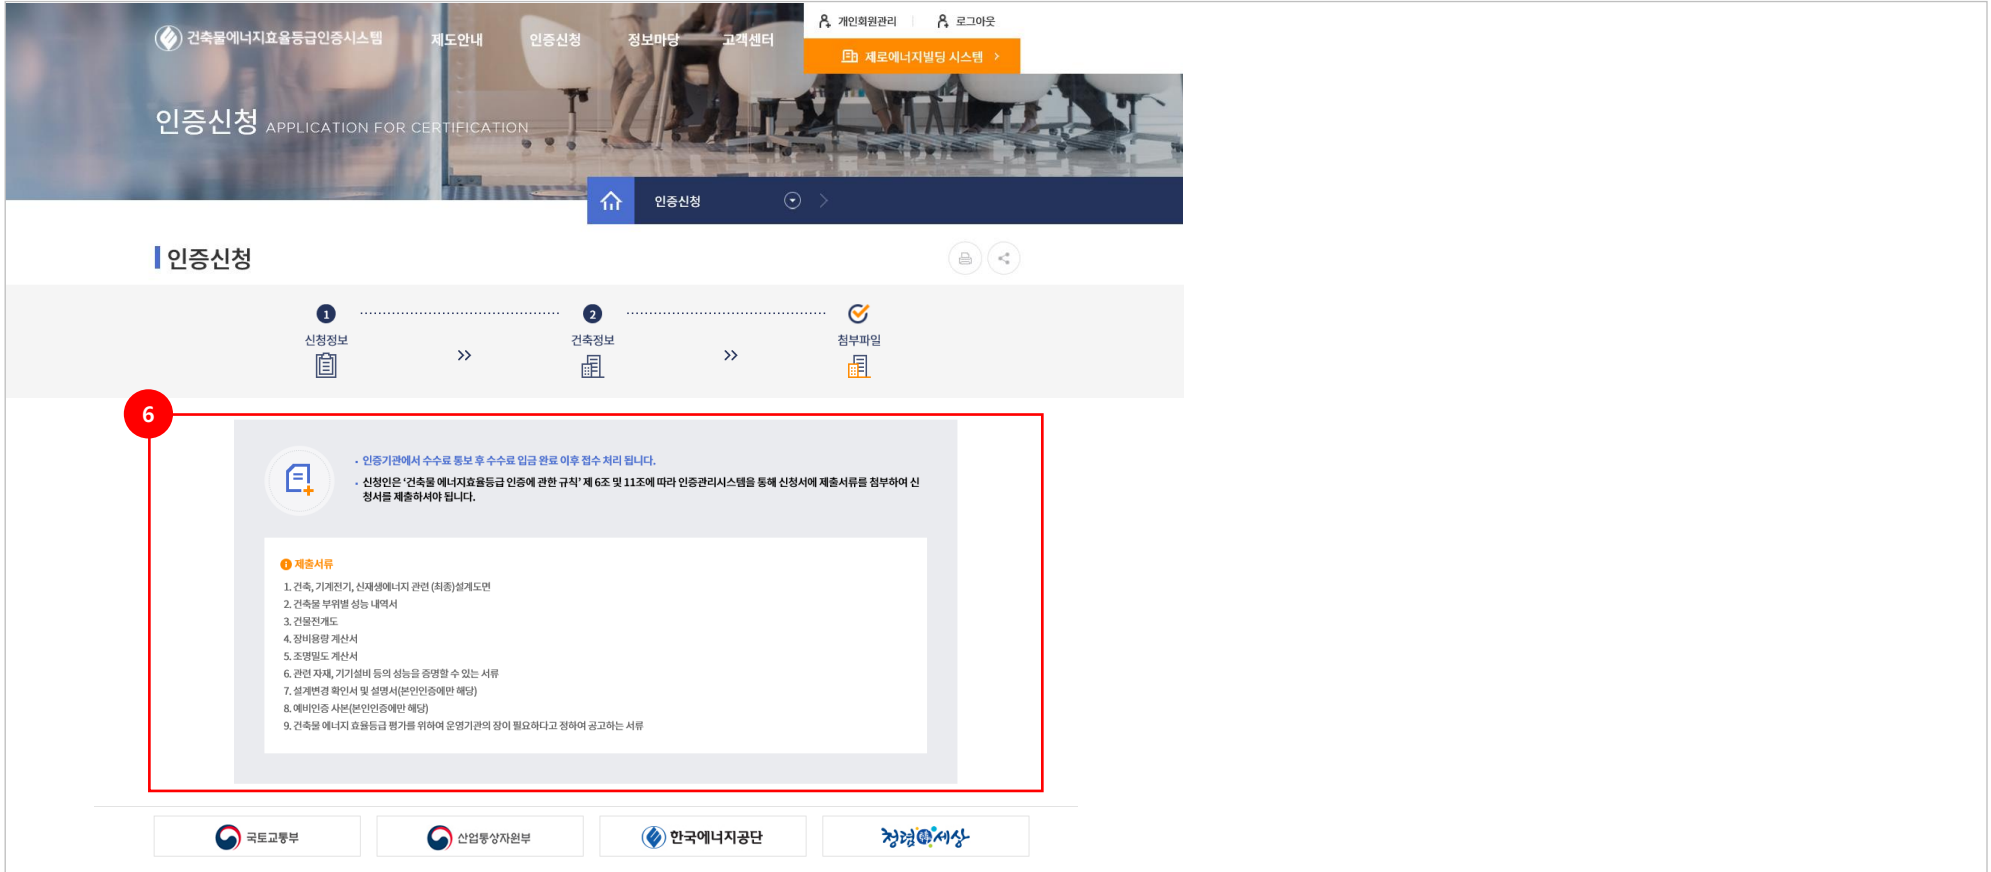 개인회원관리
로그아웃
건축물에너지효율등급인증시스템
제도안내
인증신청
정보마당
고객센터
제로에너지빌딩 시스템
인증신청 APPLICATION FOR CERTIFICATION
인증신청
인증신청
1
2
신청정보
건축정보
첨부파일
6
• 인증기관에서 수수료 통보 후 수수료 입금 완료 이후 접수 처리 됩니다.
• 신청인은 ‘건축물 에너지효율등급 인증에 관한 규칙’ 제 6조 및 11조에 따라 인증관리시스템을 통해 신청서에 제출서류를 첨부하여 신
청서를 제출하셔야 됩니다.
제출서류
1. 건축, 기계전기, 신재생에너지 관련 (최종)설계도면
2. 건축물 부위별 성능 내역서
3. 건물전개도
4. 장비용량 계산서
5. 조명밀도 계산서
6. 관련 자재, 기기설비 등의 성능을 증명할 수 있는 서류
7. 설계변경 확인서 및 설명서(본인인증에만 해당)
8. 예비인증 사본(본인인증에만 해당)
9. 건축물 에너지 효율등급 평가를 위하여 운영기관의 장이 필요하다고 정하여 공고하는 서류
국토교통부
산업통상자원부
한국에너지공단
청렴 세상